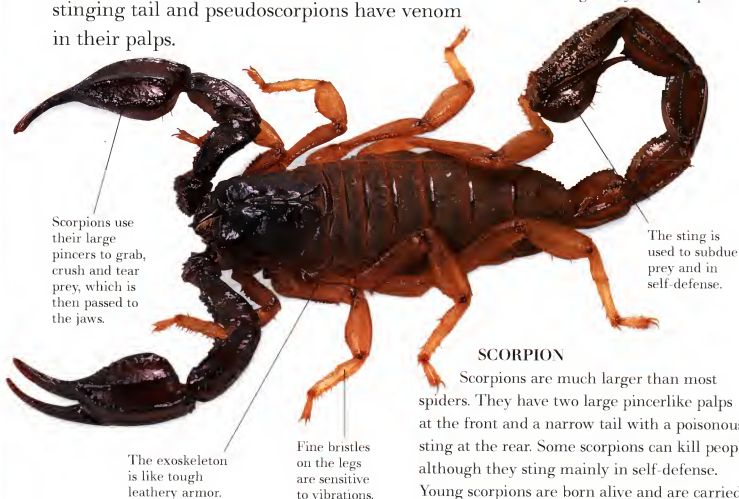 stinging tail and pseudoscorpions have venom
in their palps.
Scorpions use
their large
pincers to grab,
crush and tear
prey, which is
then passed to
the jaws.
The sting is
used to subdue
prey and in
self-defense.
The exoskeleton
is like tough
leathery armor.
Fine bristles
on the legs
are sensitive
to vibrations.
SCORPION
Scorpions are much larger than most
spiders. They have two large pincerlike palps
at the front and a narrow tail with a poisonous
sting at the rear. Some scorpions can kill peop
although they sting mainly in self-defense.
Young scorpions are born alive and are carried